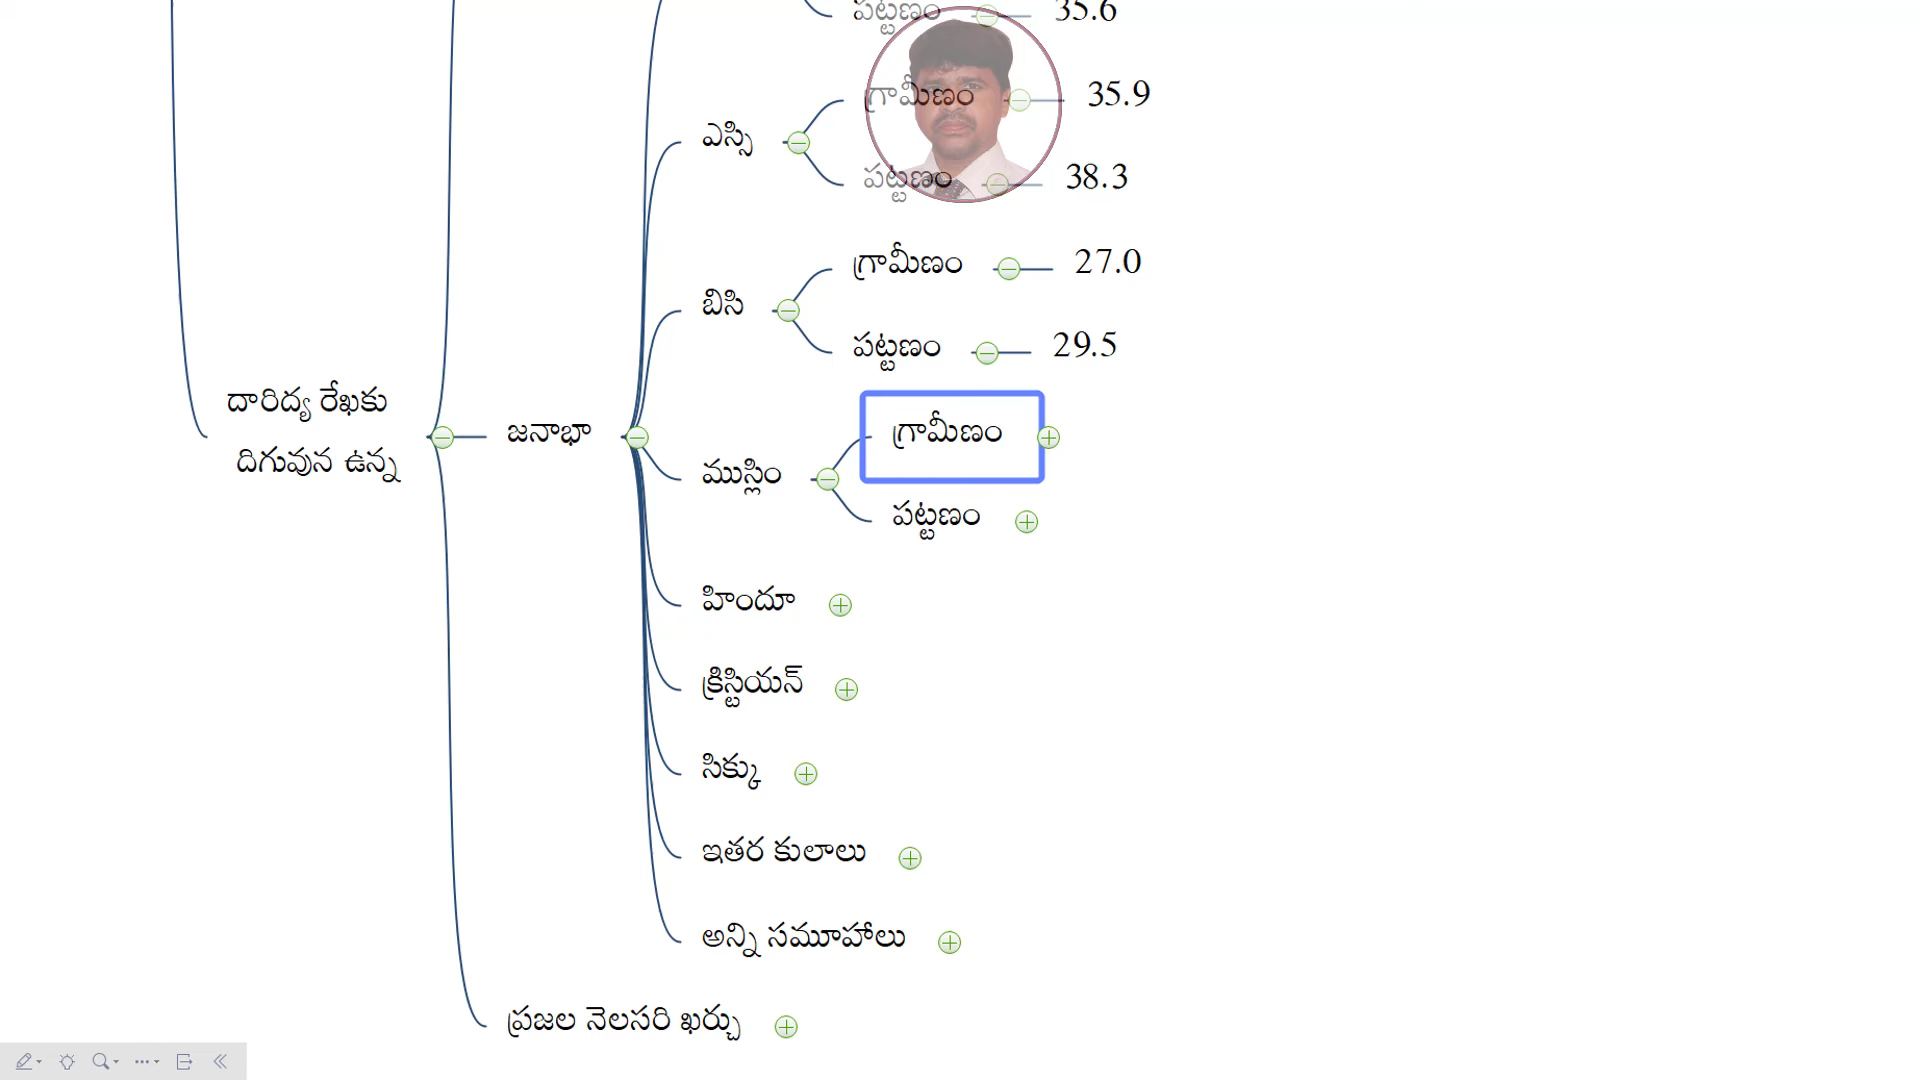 పట్టణం 35.6
గ్రామీణం 35.9
ఎస్సి
పట్టణం 38.3
గ్రామీణం 27.0
బిసి
పట్టణం 29.5
దారిద్య రేఖకు
దిగువున ఉన్న
జనాభా
గ్రామీణం
ముస్లిం
పట్టణం
హిందూ
క్రిస్టియన్
సిక్కు
ఇతర కులాలు
అన్ని సమూహాలు
ప్రజల నెలసరి ఖర్చు